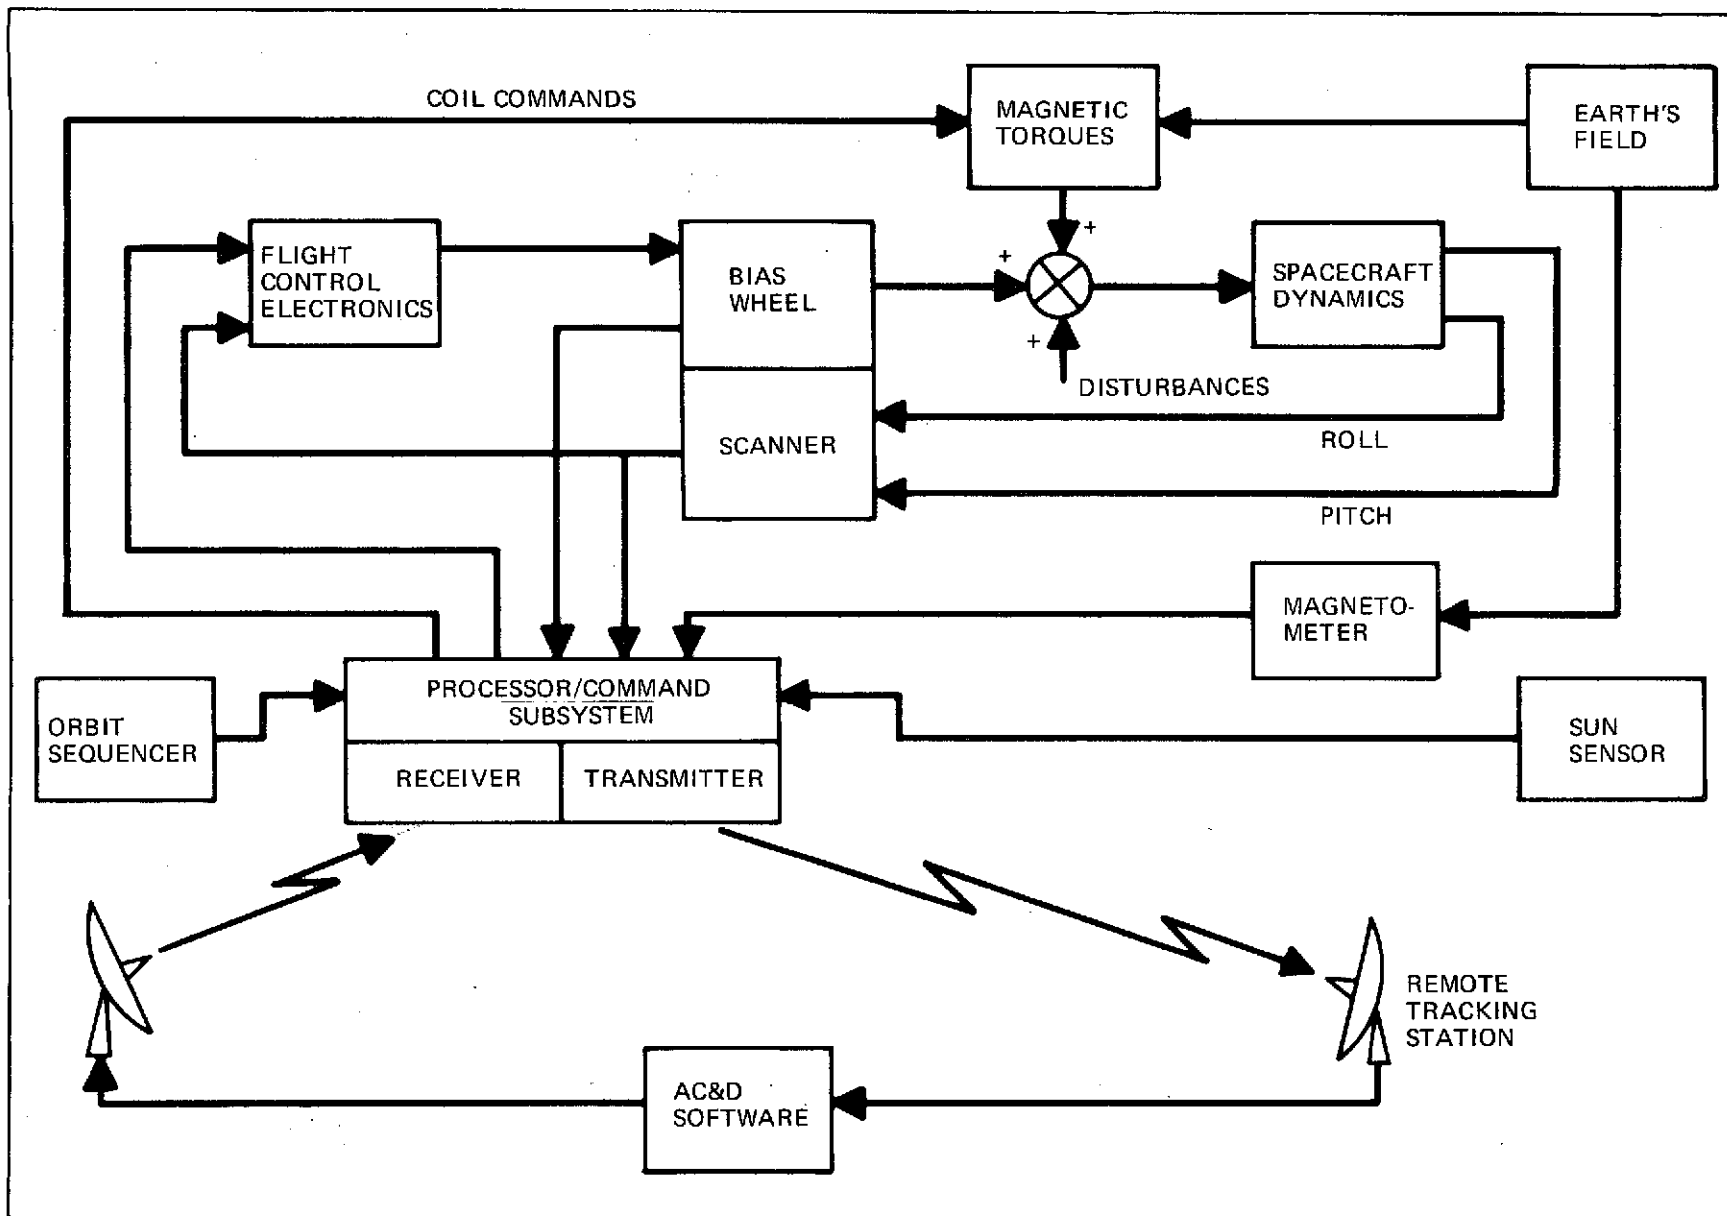 COIL COMMANDS
MAGNETIC
TORQUES
EARTH'S
FIELD
FLIGHT
CONTROL
ELECTRONICS
BIAS
WHEEL
+
+
+
SPACECRAFT
DYNAMICS
DISTURBANCES
SCANNER
ROLL
PITCH
MAGNETO-
METER
PROCESSOR/COMMAND
SUBSYSTEM
ORBIT
SEQUENCER
RECEIVER
TRANSMITTER
SUN
SENSOR
REMOTE
TRACKING
STATION
AC&D
SOFTWARE